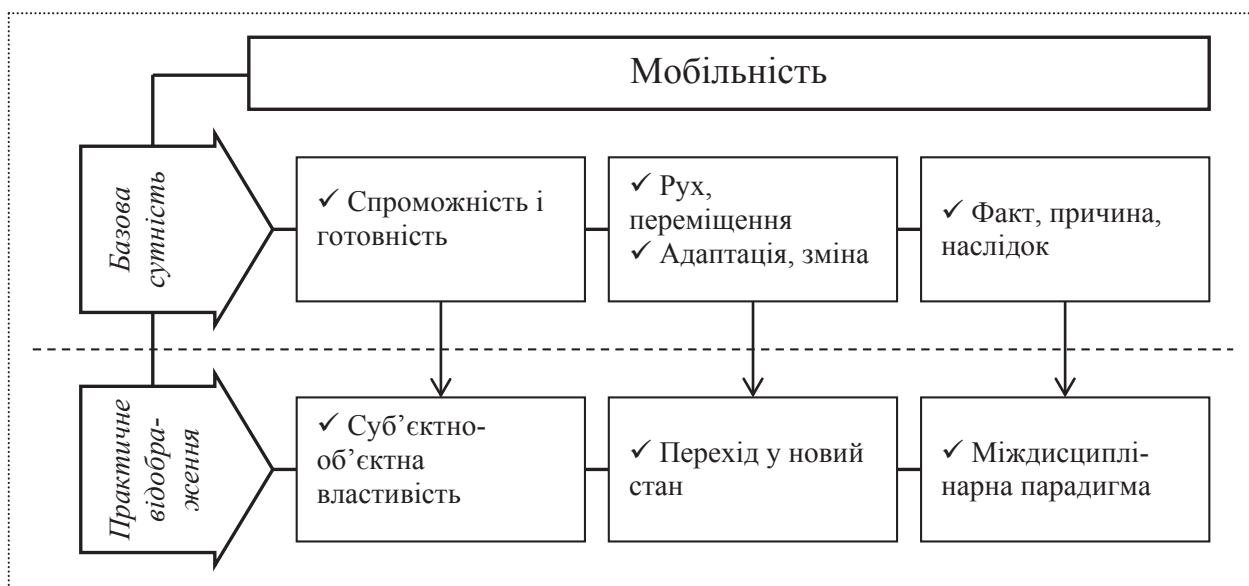 Мобільність
Базова
сутність
✓ Спроможність і
готовність
✓ Рух,
переміщення
✓ Адаптація, зміна
✓ Факт, причина,
наслідок
Практичне
відобра-
ження
✓ Суб’єктно-
об’єктна
властивість
✓ Перехід у новий
стан
✓ Міждисциплі-
нарна парадигма